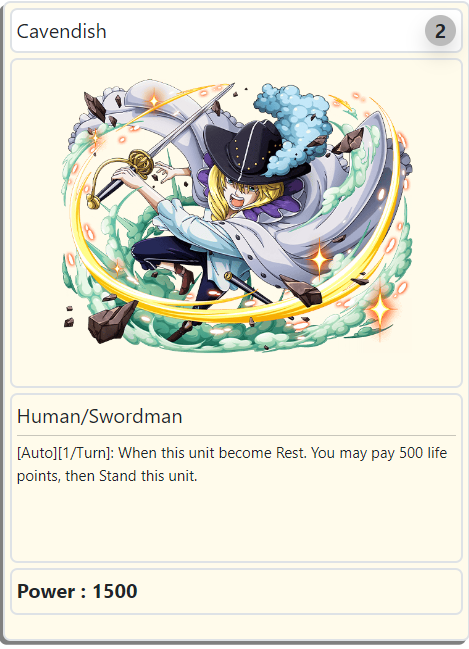 Cavendish
2
Human/Swordman
[Auto][1/Turn]: When this unit become Rest. You may pay 500 life
points, then Stand this unit.
Power : 1500